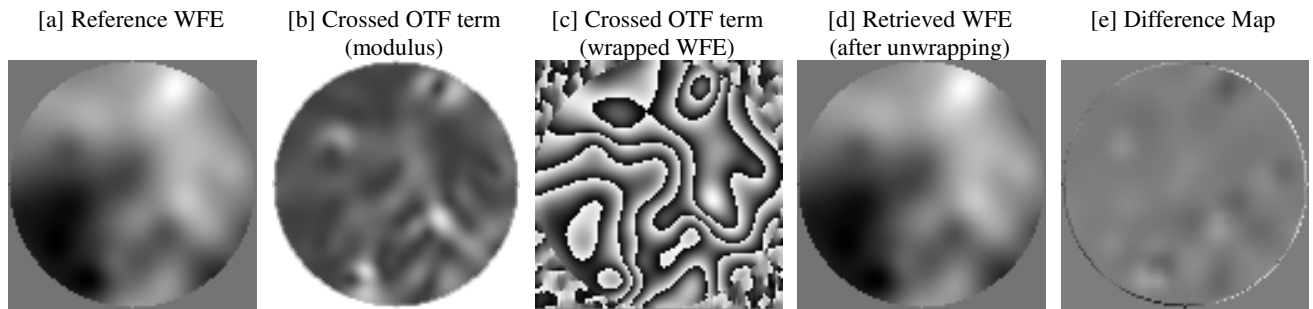 [a] Reference WFE
[b] Crossed OTF term
(modulus)
[c] Crossed OTF term
(wrapped WFE)
[d] Retrieved WFE
(after unwrapping)
[e] Difference Map